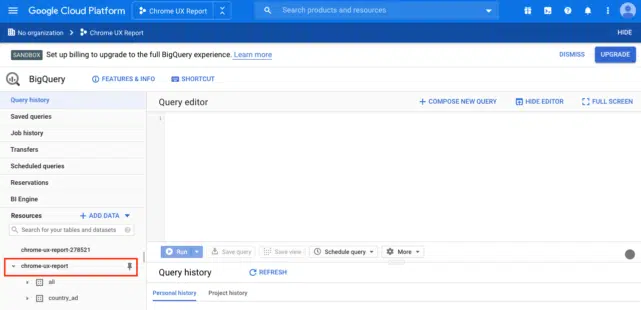 Google Cloud Platform Chrome UX Report Search products and resources
No organization > Chrome UX Report HIDE
SANDBOX Set up billing to upgrade to the full BigQuery experience. Learn more DISMISS UPGRADE
BigQuery FEATURES & INFO SHORTCUT
Query history
Saved queries
Job history
Transfers
Scheduled queries
Reservations
BI Engine
Resources + ADD DATA
Search for your tables and datasets
chrome-ux-report-278521
chrome-ux-report
all
country_ad
Query editor + COMPOSE NEW QUERY HIDE EDITOR FULL SCREEN
1
Run Save query Save view Schedule query More
Query history REFRESH
Personal history Project history